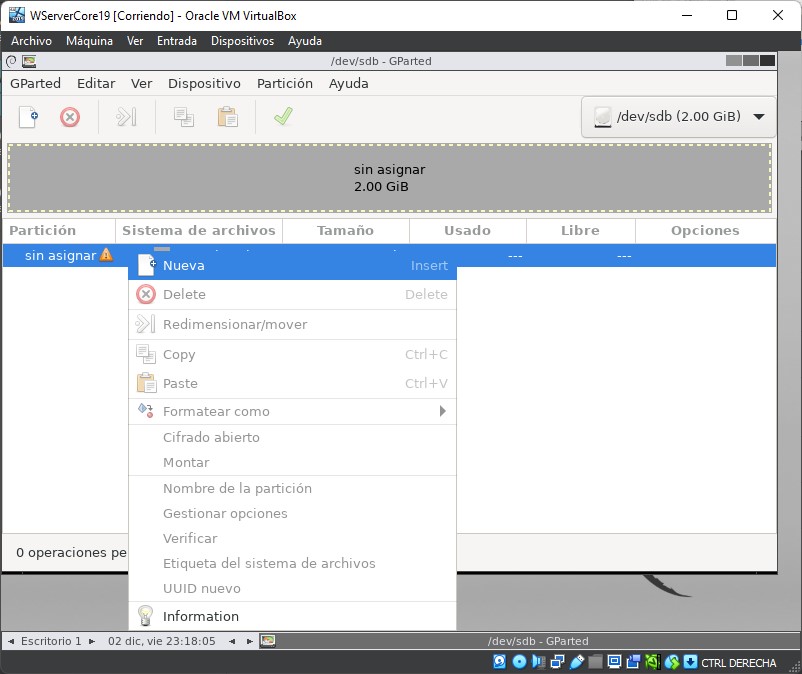 WServerCore19 [Corriendo] - Oracle VM VirtualBox
Archivo Máquina Ver Entrada Dispositivos Ayuda
/dev/sdb - GParted
GParted Editar Ver Dispositivo Partición Ayuda
/dev/sdb (2.00 GiB)
sin asignar
2.00 GiB
Partición Sistema de archivos Tamaño Usado Libre Opciones
sin asignar --- ---
Nueva Insert
Delete Delete
Redimensionar/mover
Copy Ctrl+C
Paste Ctrl+V
Formatear como
Cifrado abierto
Montar
Nombre de la partición
Gestionar opciones
Verificar
Etiqueta del sistema de archivos
UUID nuevo
Information
0 operaciones pe
Escritorio 1 02 dic, vie 23:18:05 /dev/sdb - GParted
CTRL DERECHA